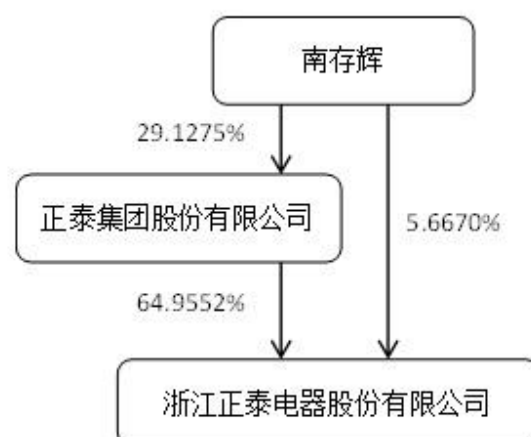 南存辉
29.1275%
正泰集团股份有限公司
5.6670%
64.9552%
浙江正泰电器股份有限公司